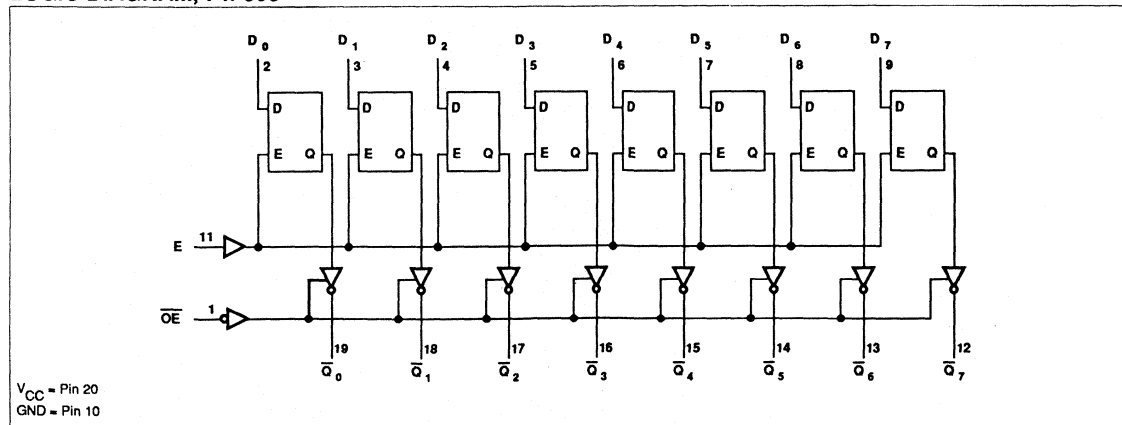 D0 D1 D2 D3 D4 D5 D6 D7
2 3 4 5 6 7 8 9
D D D D D D D D
E Q E Q E Q E Q E Q E Q E Q E Q
E 11
OE 1
19 18 17 16 15 14 13 12
Q0 Q1 Q2 Q3 Q4 Q5 Q6 Q7
VCC = Pin 20
GND = Pin 10